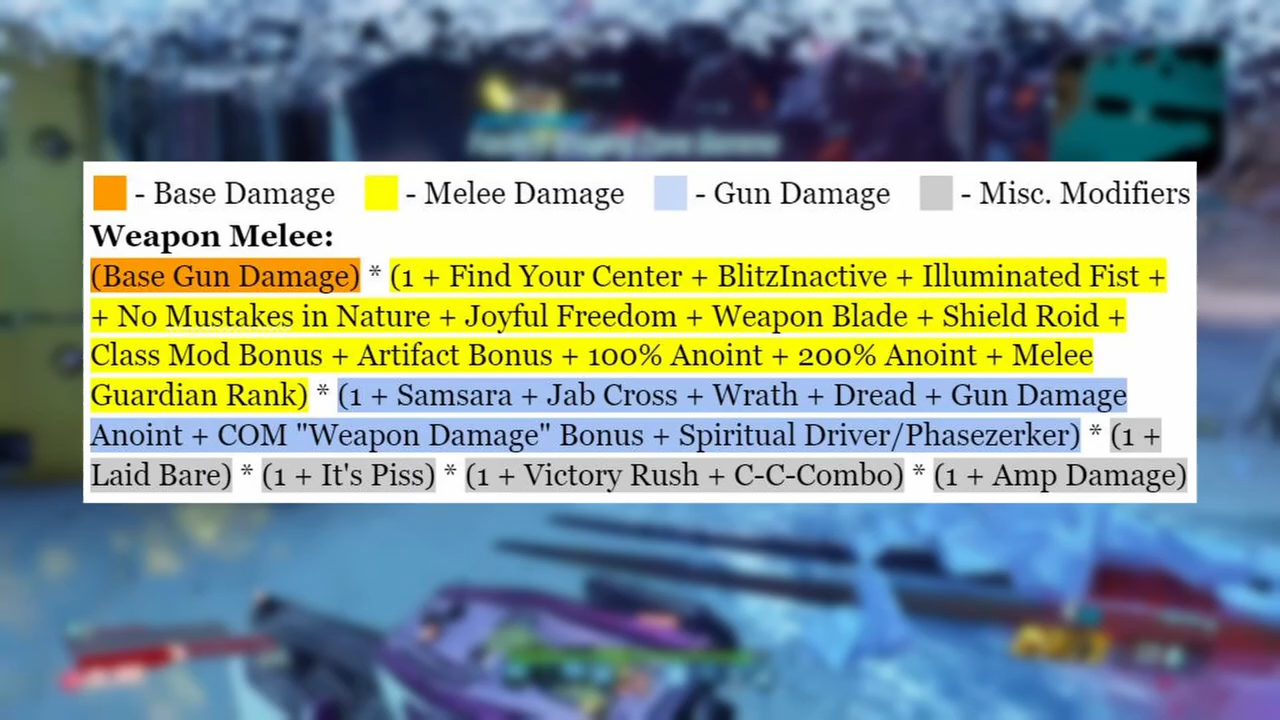 - Base Damage - Melee Damage - Gun Damage - Misc. Modifiers
Weapon Melee:
(Base Gun Damage) * (1 + Find Your Center + BlitzInactive + Illuminated Fist +
+ No Mustakes in Nature + Joyful Freedom + Weapon Blade + Shield Roid +
Class Mod Bonus + Artifact Bonus + 100% Anoint + 200% Anoint + Melee
Guardian Rank) * (1 + Samsara + Jab Cross + Wrath + Dread + Gun Damage
Anoint + COM "Weapon Damage" Bonus + Spiritual Driver/Phasezerker) * (1 +
Laid Bare) * (1 + It's Piss) * (1 + Victory Rush + C-C-Combo) * (1 + Amp Damage)